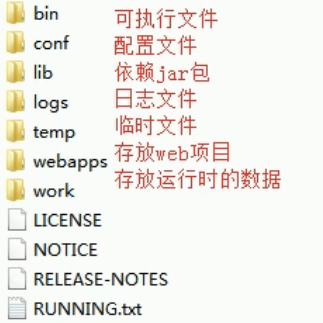 bin 可执行文件
conf 配置文件
lib 依赖jar包
logs 日志文件
temp 临时文件
webapps 存放web项目
work 存放运行时的数据
LICENSE
NOTICE
RELEASE-NOTES
RUNNING.txt